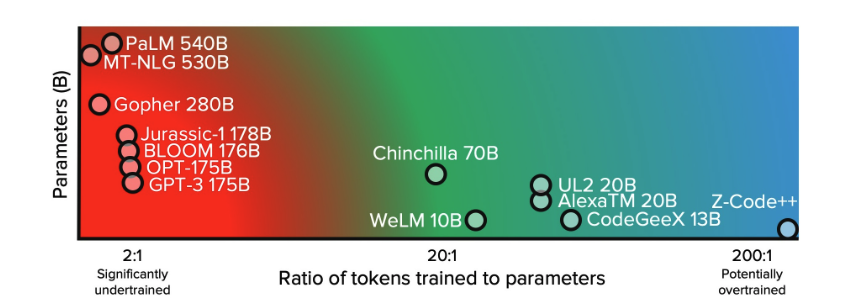 PaLM 540B
MT-NLG 530B
Gopher 280B
Jurassic-1 178B
BLOOM 176B
OPT-175B
GPT-3 175B
Chinchilla 70B
UL2 20B
AlexaTM 20B
Z-Code++
WeLM 10B
CodeGeeX 13B
Parameters (B)
2:1
20:1
200:1
Significantly
undertrained
Ratio of tokens trained to parameters
Potentially
overtrained